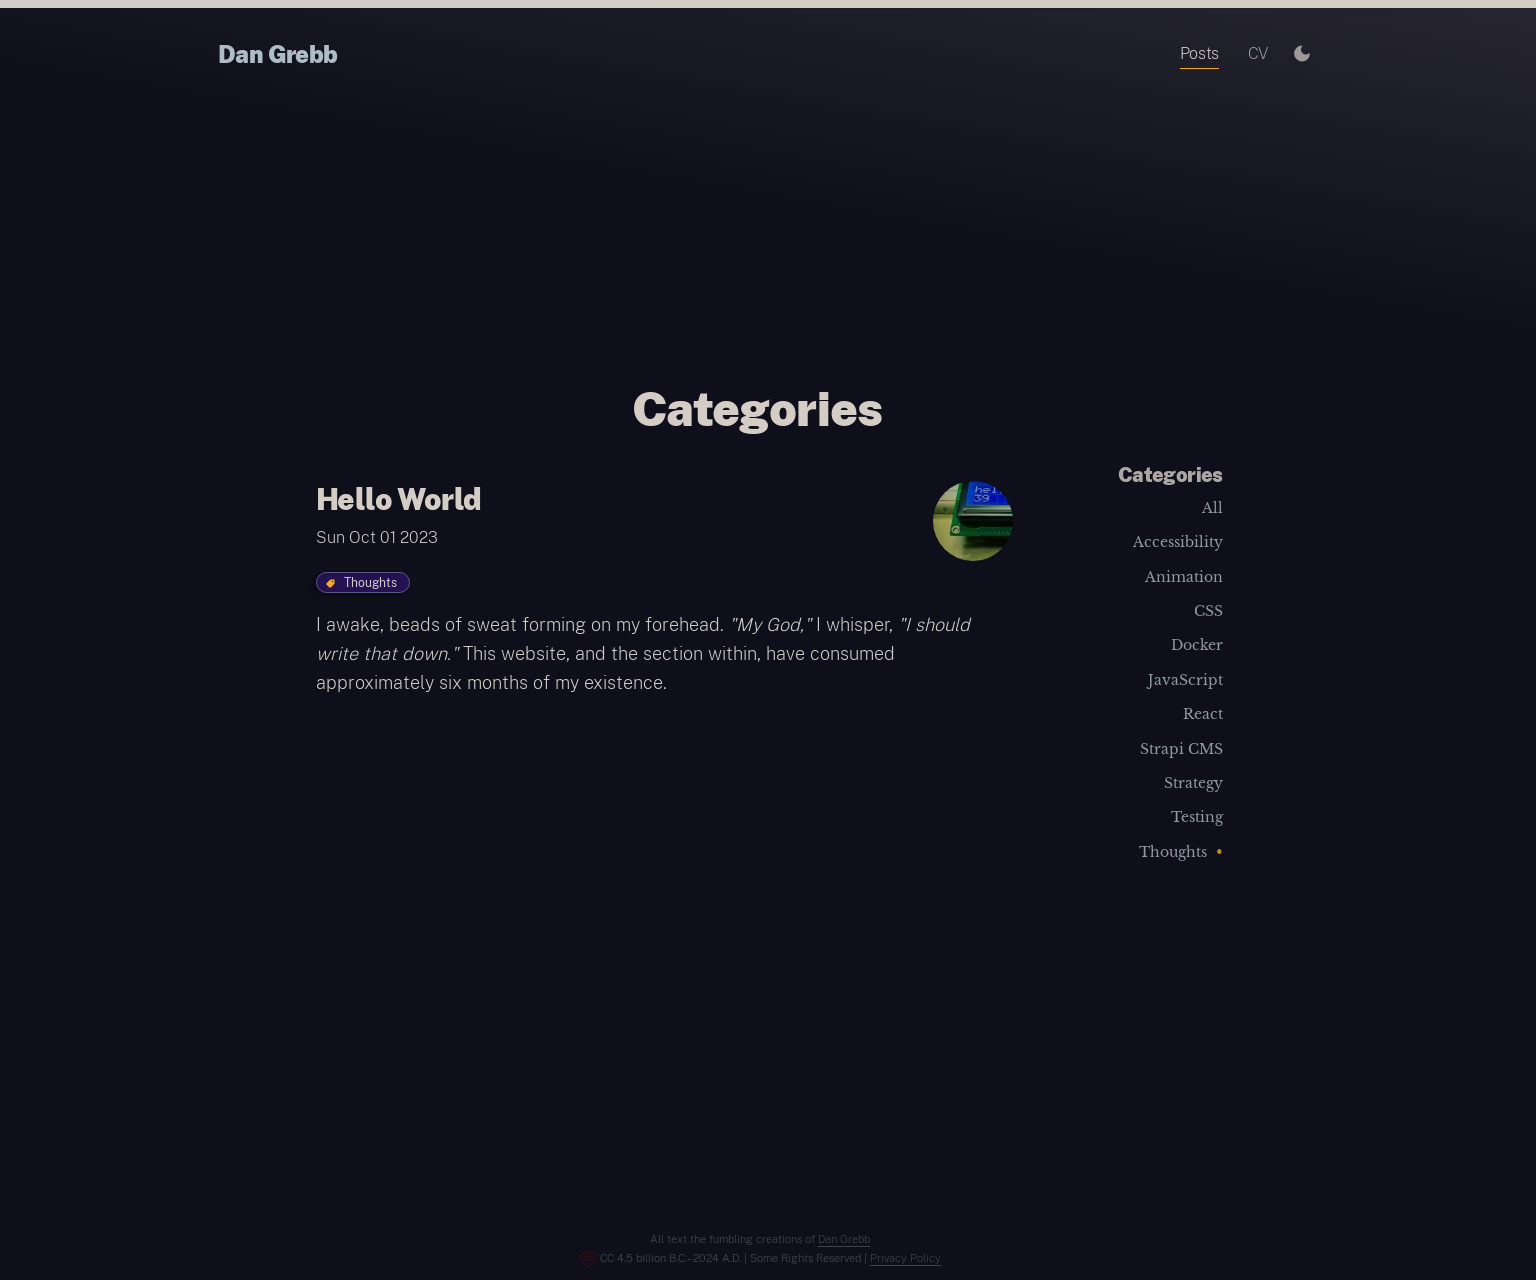 Dan Grebb
Posts
CV
Categories
Hello World
Sun Oct 01 2023
Thoughts
I awake, beads of sweat forming on my forehead. "My God," I whisper, "I should
write that down." This website, and the section within, have consumed
approximately six months of my existence.
Categories
All
Accessibility
Animation
CSS
Docker
JavaScript
React
Strapi CMS
Strategy
Testing
Thoughts •
All text the fumbling creations of Dan Grebb
CC 4.5 billion B.C.–2024 A.D. | Some Rights Reserved | Privacy Policy